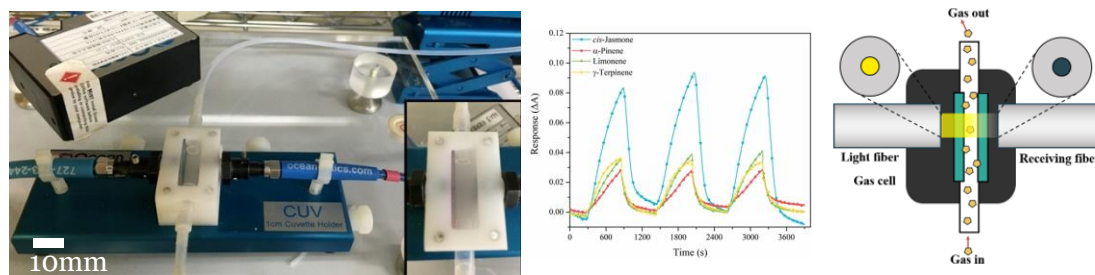 oceanoptics.com
CUV
1cm Cuvette Holder
10mm
0.12
0.10
0.08
0.06
0.04
0.02
0.00
Response (ΔA)
cis-Jasmone
α-Pinene
Limonene
γ-Terpinene
0 600 1200 1800 2400 3000 3600
Time (s)
Gas out
Light fiber
Receiving fibe
Gas cell
Gas in